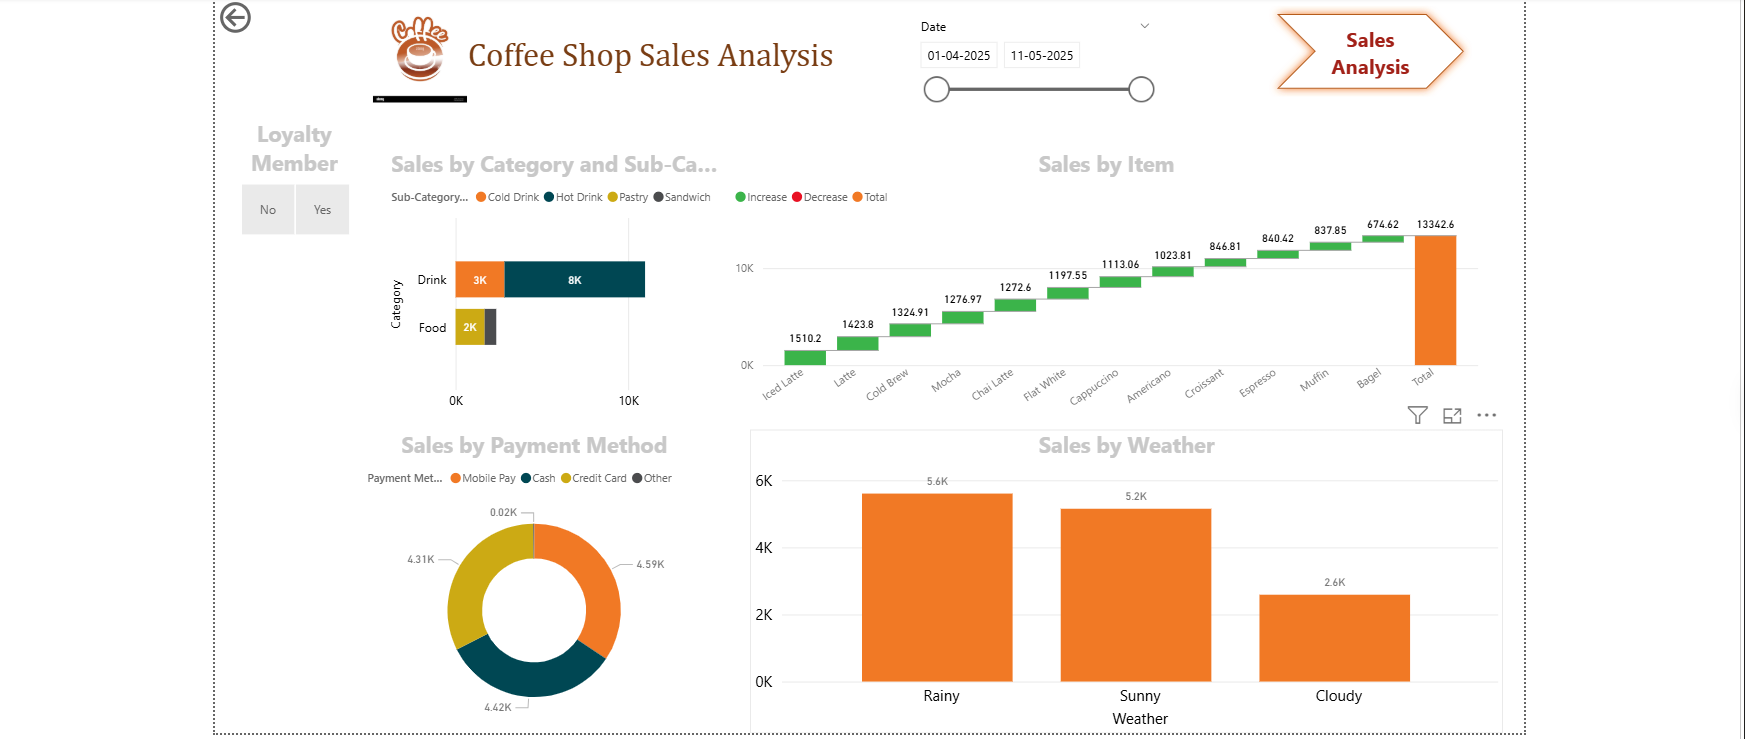 Coffee
Coffee Shop Sales Analysis
Date
01-04-2025 11-05-2025
Sales
Analysis
Loyalty
Member
No Yes
Sales by Category and Sub-Ca...
Sub-Category... Cold Drink Hot Drink Pastry Sandwich
Category
Drink
3K 8K
Food
2K
0K 10K
Sales by Item
Increase Decrease Total
10K
0K
1510.2
1423.8
1324.91
1276.97
1272.6
1197.55
1113.06
1023.81
846.81
840.42
837.85
674.62
13342.6
Iced Latte
Latte
Cold Brew
Mocha
Chai Latte
Flat White
Cappuccino
Americano
Croissant
Espresso
Muffin
Bagel
Total
Sales by Payment Method
Payment Met... Mobile Pay Cash Credit Card Other
0.02K
4.31K
4.59K
4.42K
Sales by Weather
6K
4K
2K
0K
5.6K
5.2K
2.6K
Rainy Sunny Cloudy
Weather